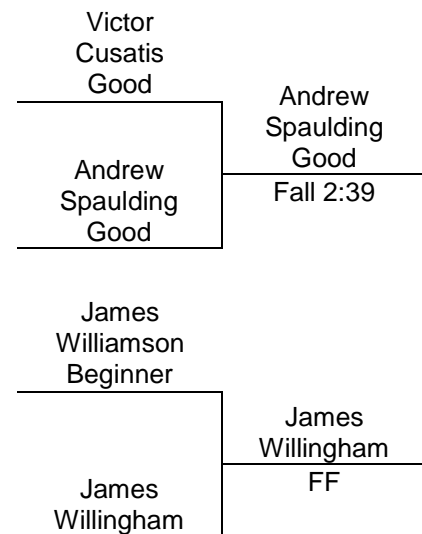 Victor
Cusatis
Good
Andrew
Spaulding
Good
Andrew
Spaulding
Good
Fall 2:39
James
Williamson
Beginner
James
Willingham
James
Willingham
FF